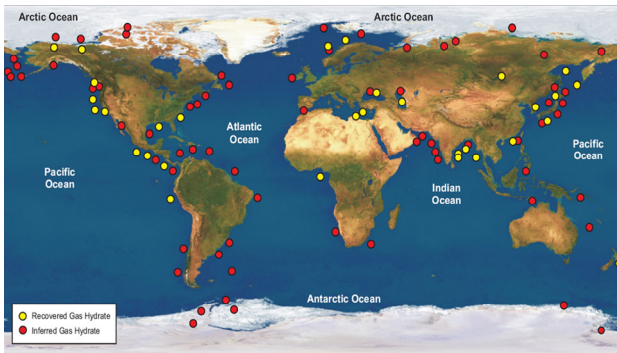 Arctic Ocean
Arctic Ocean
Atlantic
Ocean
Pacific
Ocean
Pacific
Ocean
Indian
Ocean
Antarctic Ocean
Recovered Gas Hydrate
Inferred Gas Hydrate